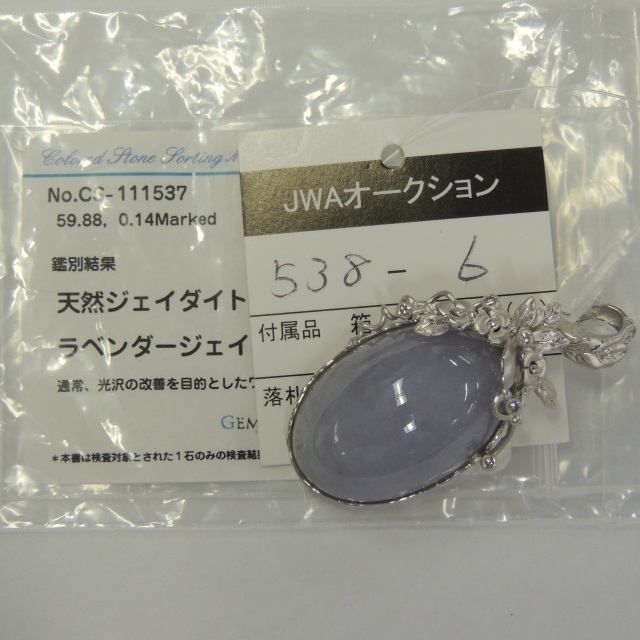 Colored Stone Sorting
No.CS-111537
59.88, 0.14Marked
鑑別結果
天然ジェイダイト
ラベンダージェイ
通常、光沢の改善を目的とした
GEM
*本書は検査対象とされた1石のみの検査結
JWAオークション
538-6
付属品 箱
落札